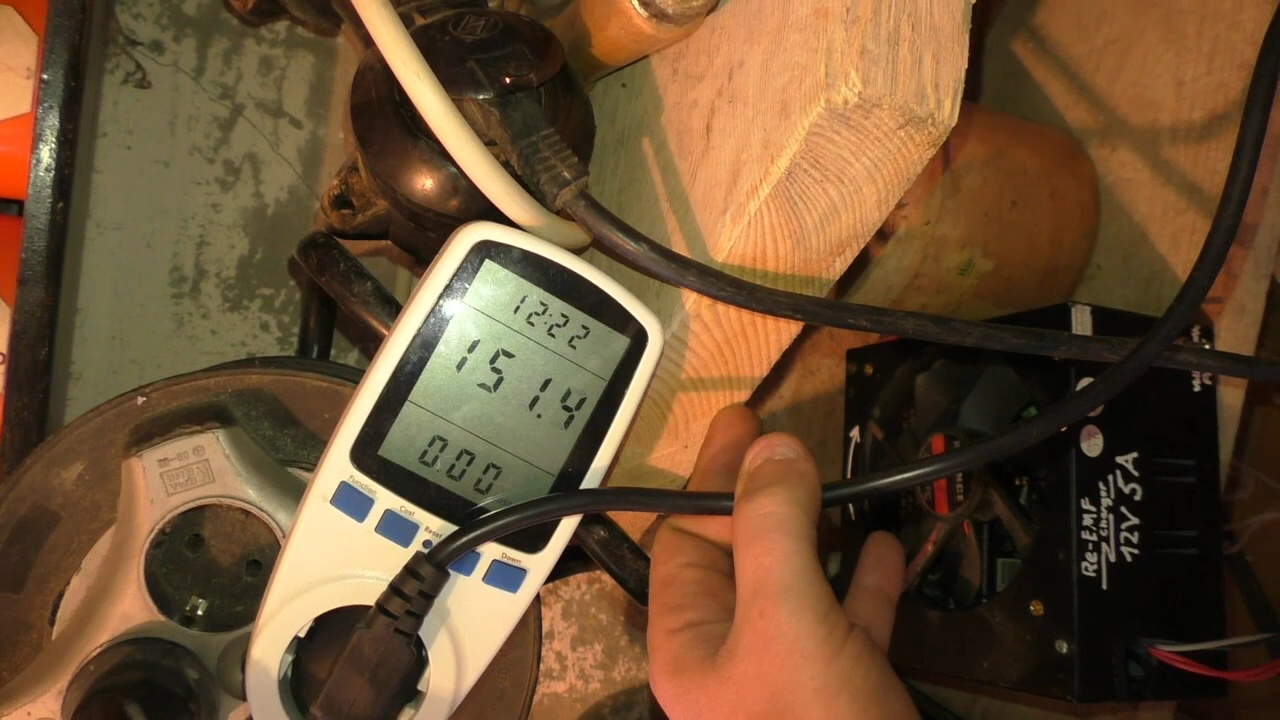 12:22
151.4
0.00
Function
Cost
Reset
Down
Re-EMF
Charger
12V 5A